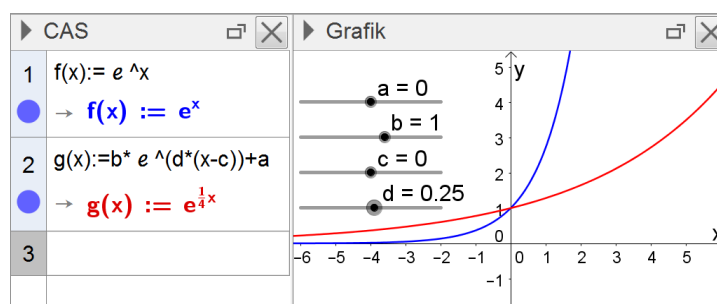 CAS
1 f(x):= e ^x
→ f(x) := eˣ
2 g(x):=b* e ^(d*(x-c))+a
→ g(x) := e^(1/4 x)
3
Grafik
a = 0
b = 1
c = 0
d = 0.25
y
5
4
3
2
1
0
-6 -5 -4 -3 -2 -1 0 1 2 3 4 5 x
-1